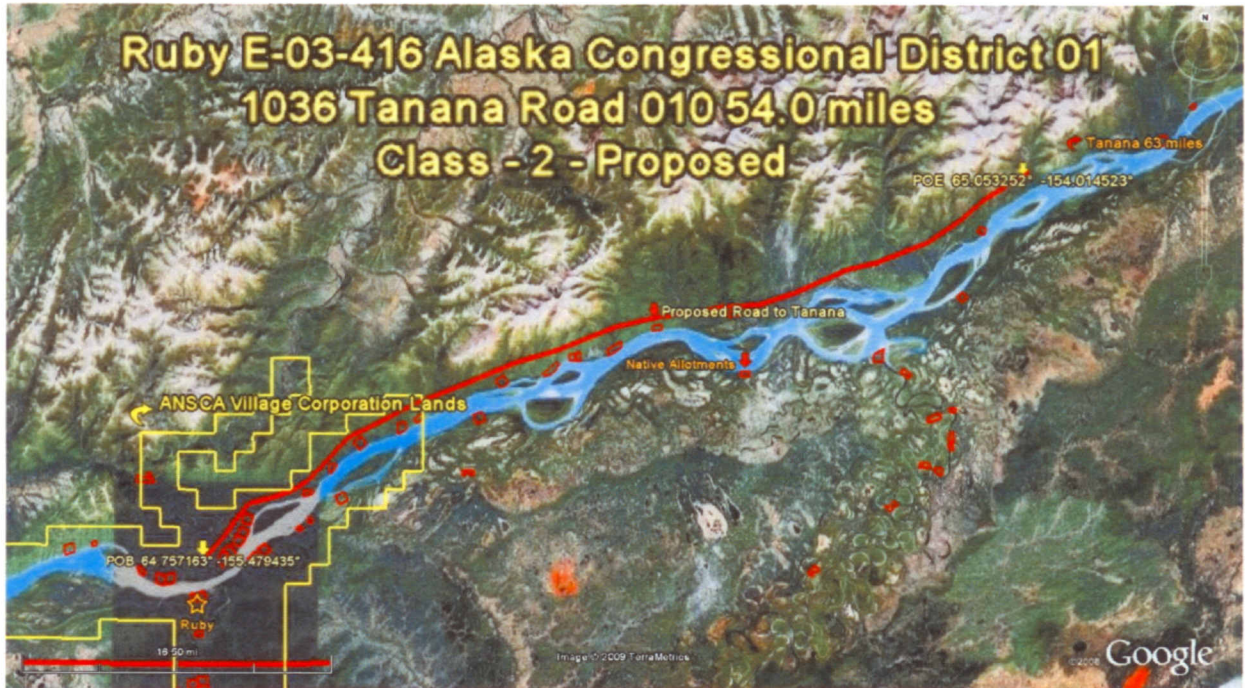 N
Ruby E-03-416 Alaska Congressional District 01
1036 Tanana Road 010 54.0 miles
Class - 2 - Proposed
Tanana 63 miles
POE 65.053252° -154.014523°
Proposed Road to Tanana
Native Allotments
ANSCA Village Corporation Lands
POB 64.757163° -155.479435°
Ruby
16.50 mi
Image © 2009 TerraMetrics
©2008 Google